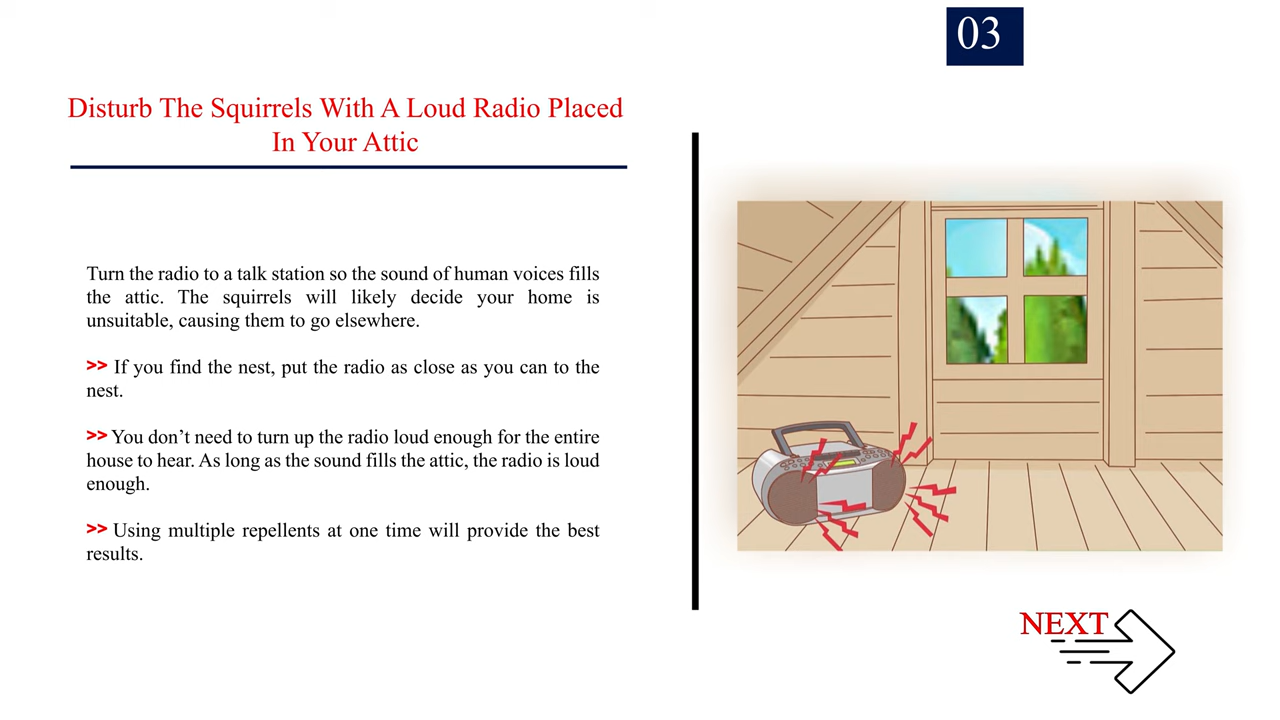 03
Disturb The Squirrels With A Loud Radio Placed
In Your Attic
Turn the radio to a talk station so the sound of human voices fills
the attic. The squirrels will likely decide your home is
unsuitable, causing them to go elsewhere.
>> If you find the nest, put the radio as close as you can to the
nest.
>> You don’t need to turn up the radio loud enough for the entire
house to hear. As long as the sound fills the attic, the radio is loud
enough.
>> Using multiple repellents at one time will provide the best
results.
NEXT